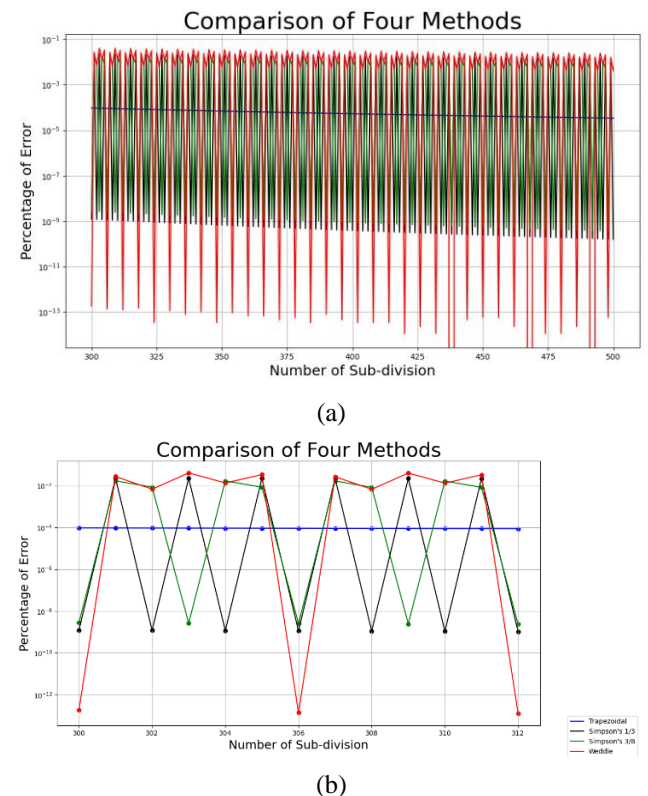 Comparison of Four Methods
10⁻¹
10⁻³
10⁻⁵
10⁻⁷
10⁻⁹
10⁻¹¹
10⁻¹³
Percentage of Error
300 325 350 375 400 425 450 475 500
Number of Sub-division
(a)
Comparison of Four Methods
10⁻²
10⁻⁴
10⁻⁶
10⁻⁸
10⁻¹⁰
10⁻¹²
Percentage of Error
300 302 304 306 308 310 312
Number of Sub-division
Trapezoidal
Simpson's 1/3
Simpson's 3/8
Weddle
(b)